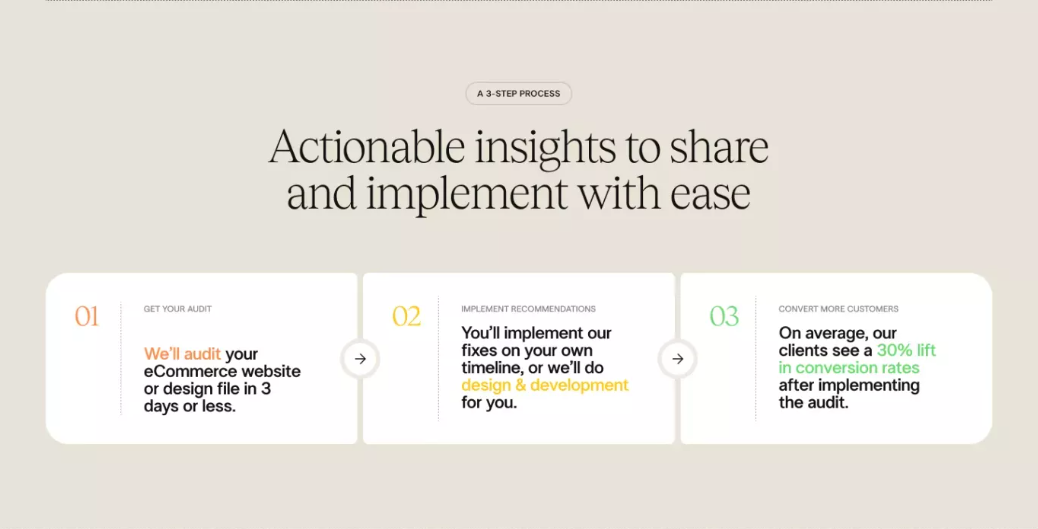 A 3-STEP PROCESS
Actionable insights to share
and implement with ease
01
GET YOUR AUDIT
We'll audit your
eCommerce website
or design file in 3
days or less.
02
IMPLEMENT RECOMMENDATIONS
You'll implement our
fixes on your own
timeline, or we'll do
design & development
for you.
03
CONVERT MORE CUSTOMERS
On average, our
clients see a 30% lift
in conversion rates
after implementing
the audit.